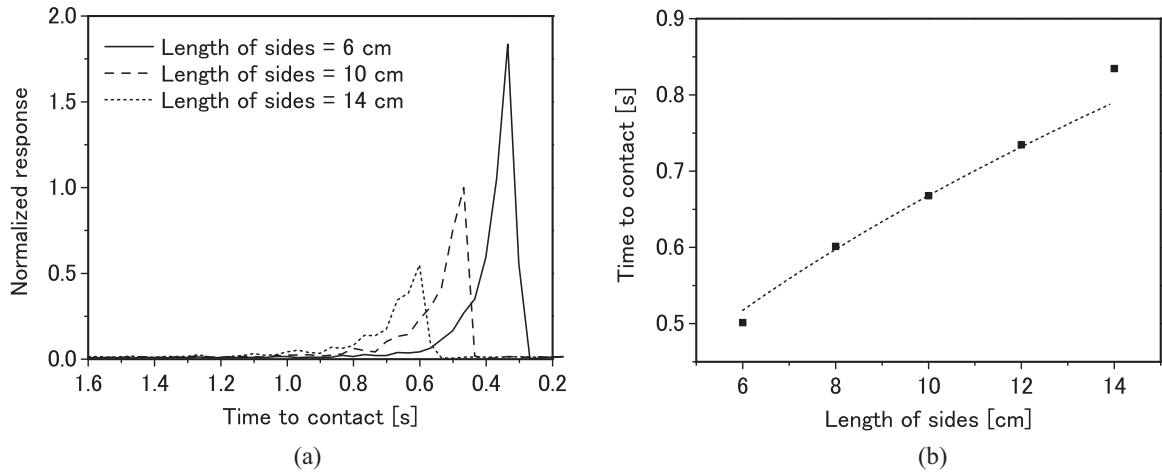 2.0
1.5
1.0
0.5
0.0
Normalized response
Length of sides = 6 cm
Length of sides = 10 cm
Length of sides = 14 cm
1.6 1.4 1.2 1.0 0.8 0.6 0.4 0.2
Time to contact [s]
(a)
0.9
0.8
0.7
0.6
0.5
Time to contact [s]
6 8 10 12 14
Length of sides [cm]
(b)